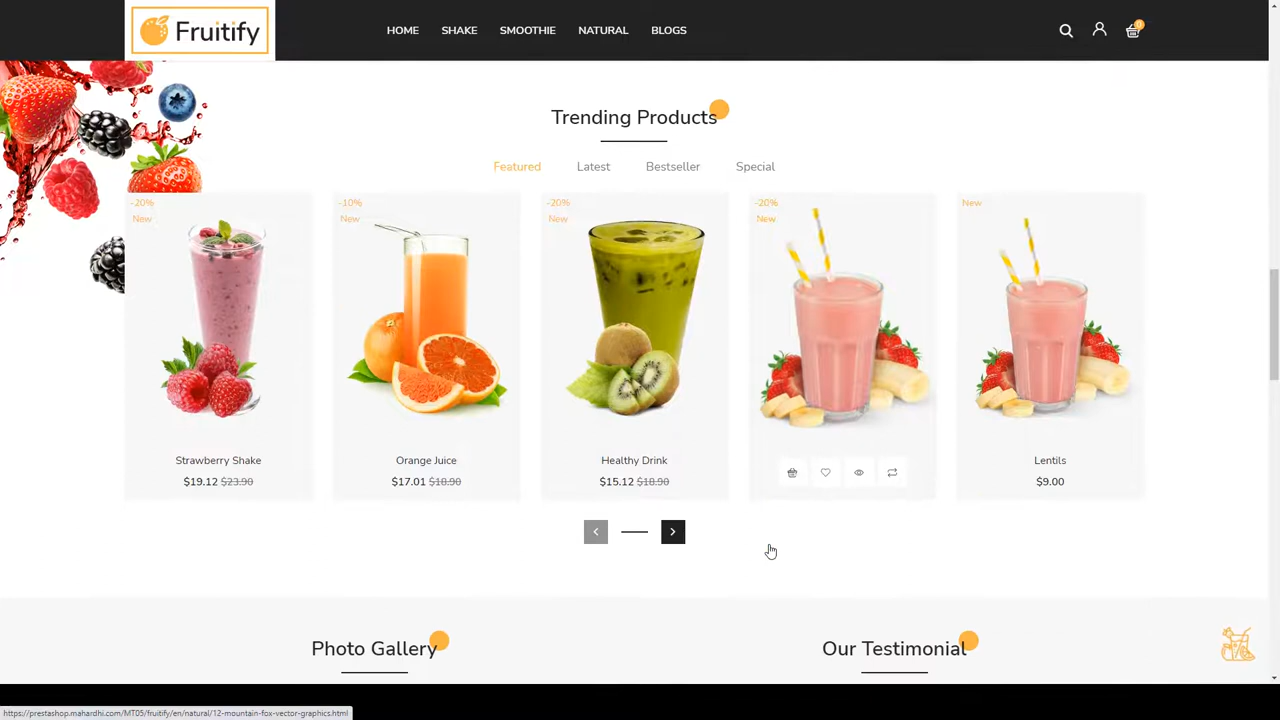 Fruitify
HOME SHAKE SMOOTHIE NATURAL BLOGS
0
Trending Products
Featured Latest Bestseller Special
-20%
New
-10%
New
-20%
New
-20%
New
New
Strawberry Shake
$19.12 $23.90
Orange Juice
$17.01 $18.90
Healthy Drink
$15.12 $18.90
Lentils
$9.00
Photo Gallery
Our Testimonial
https://prestashop.mahardhi.com/MT05/fruitify/en/natural/12-mountain-fox-vector-graphics.html